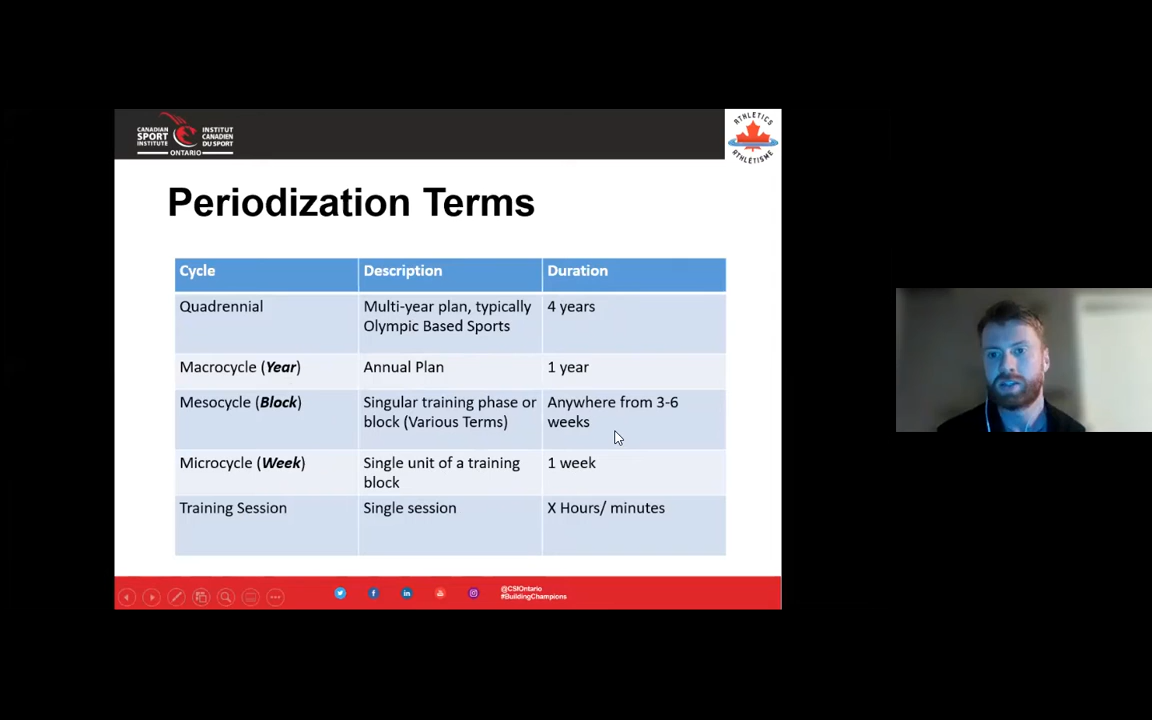 CANADIAN
SPORT
INSTITUTE
INSTITUT
CANADIEN
DU SPORT
ONTARIO
ATHLETICS
ATHLÉTISME
Periodization Terms
Cycle Description Duration
Quadrennial Multi-year plan, typically 4 years
Olympic Based Sports
Macrocycle (Year) Annual Plan 1 year
Mesocycle (Block) Singular training phase or Anywhere from 3-6
block (Various Terms) weeks
Microcycle (Week) Single unit of a training 1 week
block
Training Session Single session X Hours/ minutes
@CSIOntario
#BuildingChampions